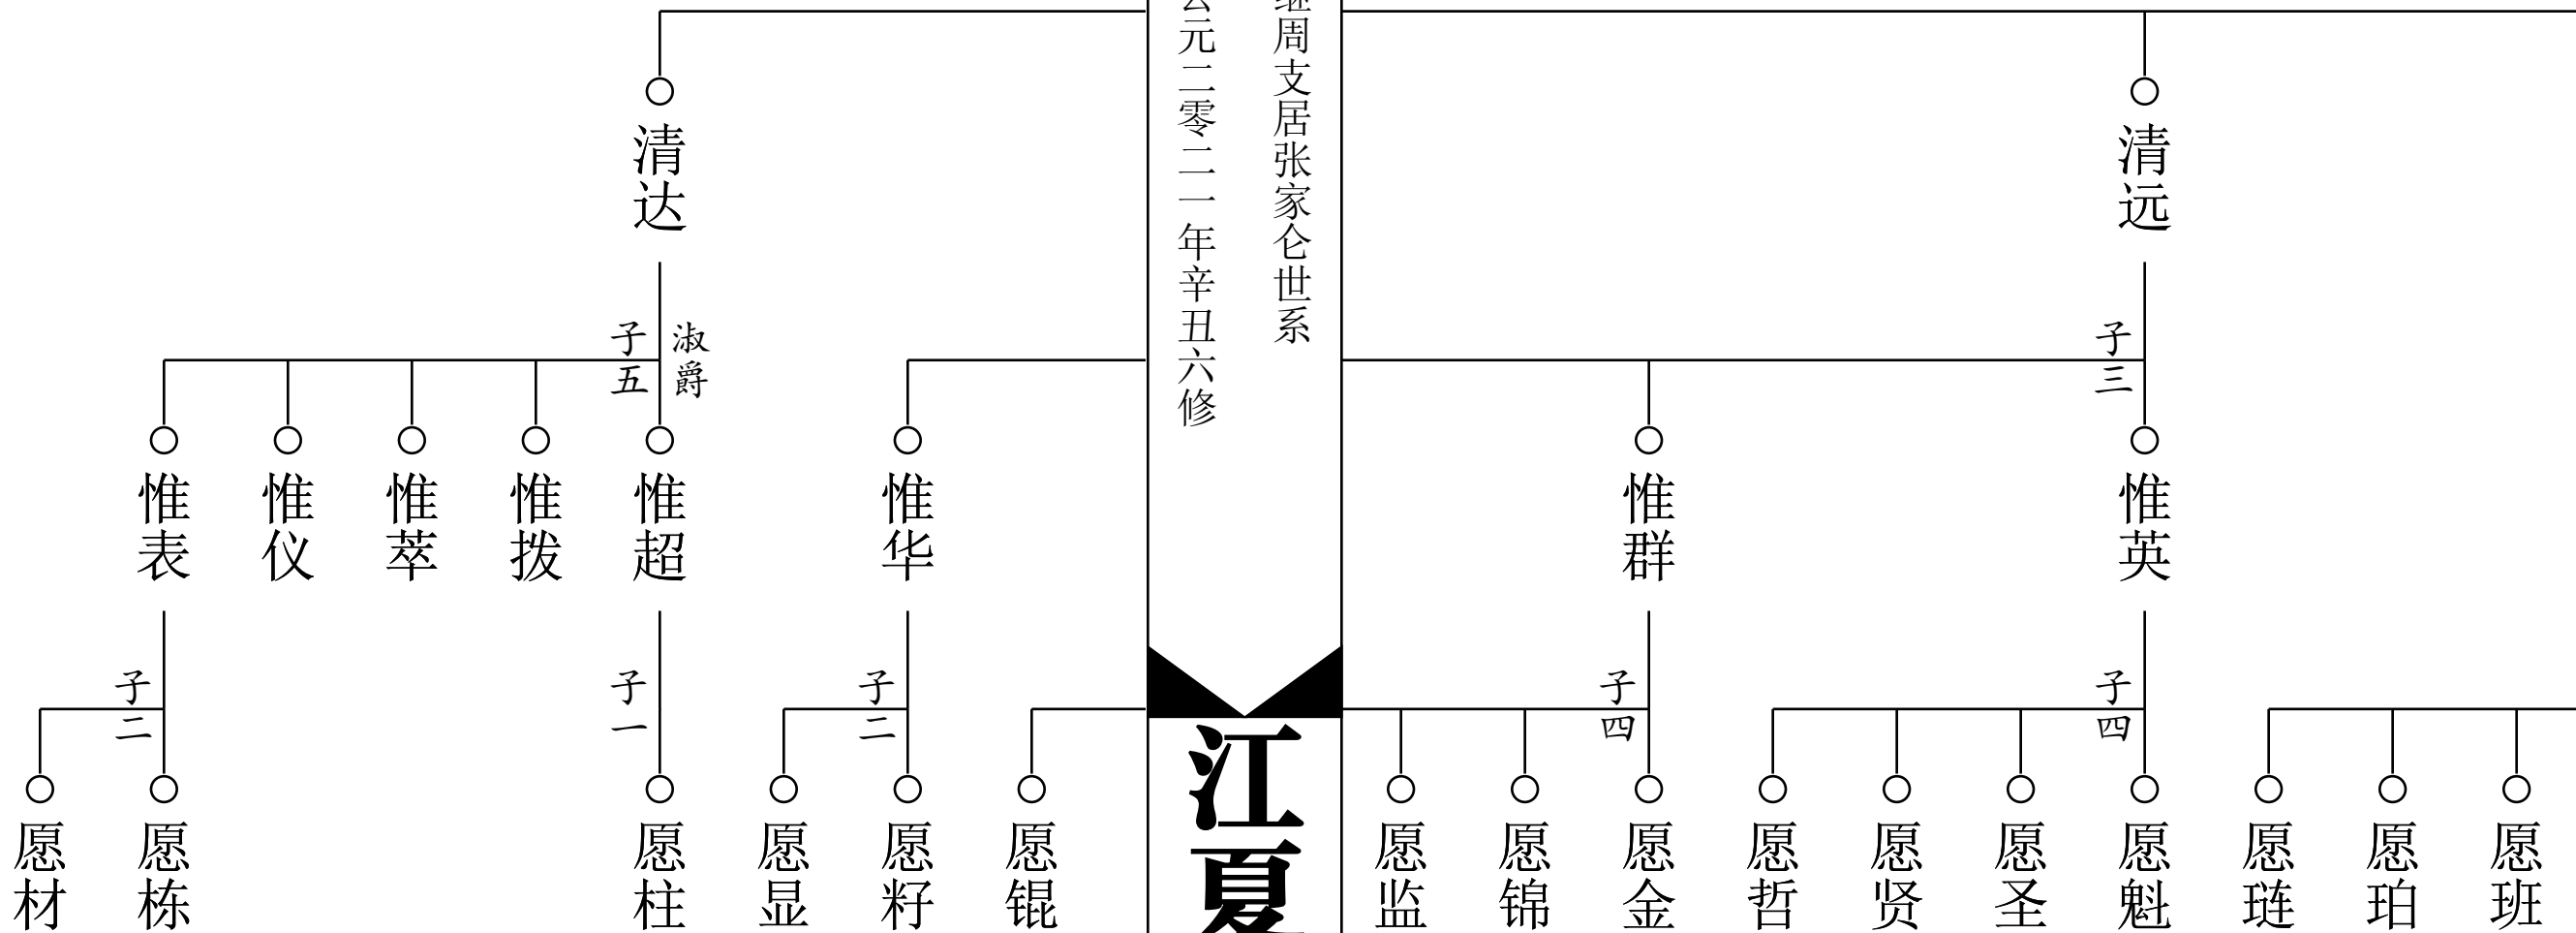 清远
子三
惟英
惟群
惟华
子四
愿魁
愿圣
愿贤
愿哲
子四
愿金
愿锦
愿监
愿锟
子二
愿籽
愿显
愿班
愿珀
愿琏
周支居张家仑世系
元二零二一年辛丑六修
江夏
清达
淑爵
子五
惟超
惟拨
惟萃
惟仪
惟表
子一
愿柱
子二
愿栋
愿材